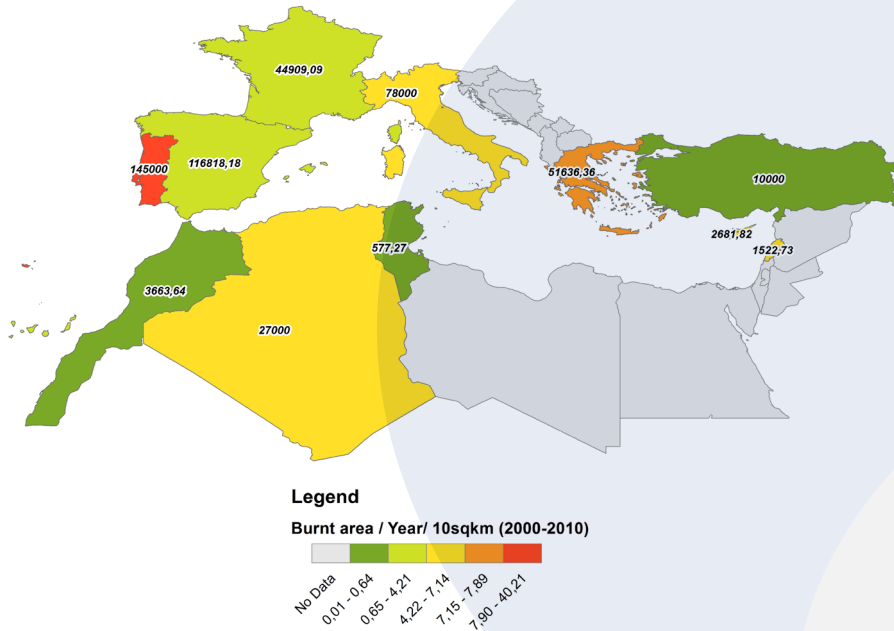 44909,09
78000
116818,18
145000
51636,36
10000
2681,82
577,27
1522,73
3663,64
27000
Legend
Burnt area / Year/ 10sqkm (2000-2010)
No Data
0,01 - 0,64
0,65 - 4,21
4,22 - 7,14
7,15 - 7,89
7,90 - 40,21